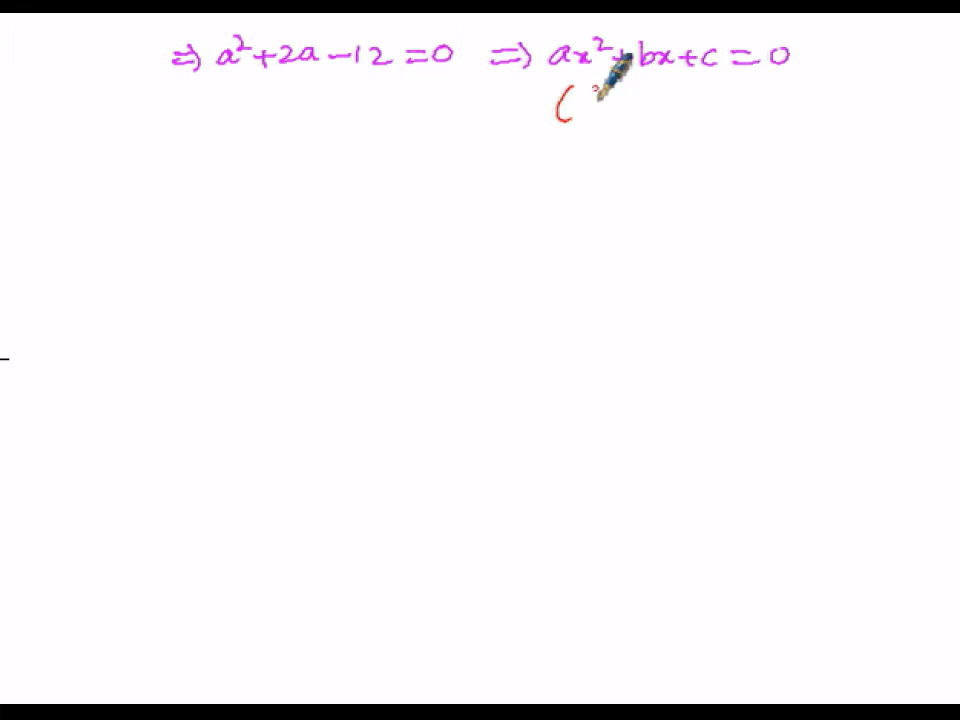 ⇒ a²+2a-12=0 ⇒ ax²+bx+c=0
(